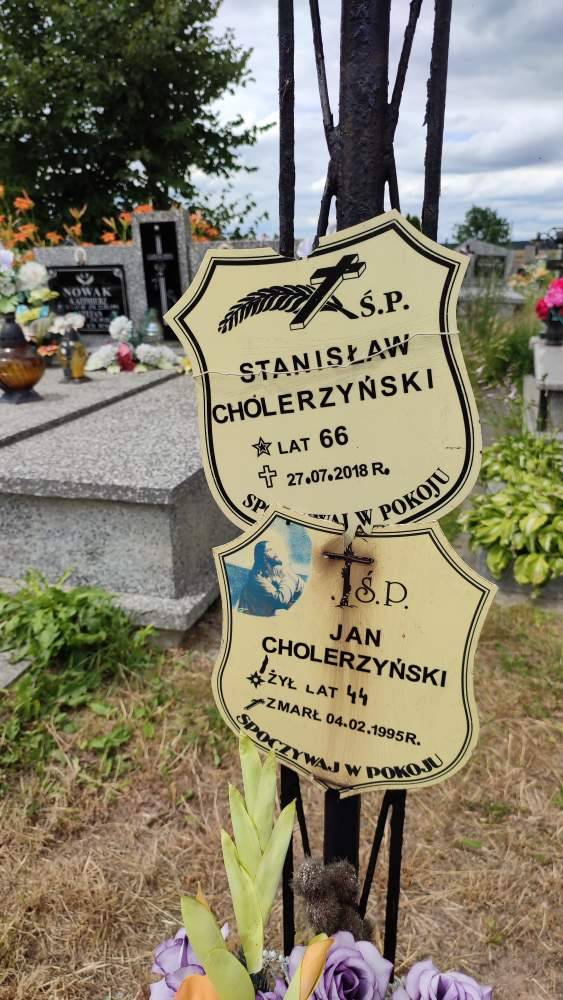 Ś.P.
STANISŁAW
CHOLERZYŃSKI
LAT 66
27.07.2018 R.
SPOCZYWAJ W POKOJU
Ś.P.
JAN
CHOLERZYŃSKI
ŻYŁ LAT 44
ZMARŁ 04.02.1995R.
SPOCZYWAJ W POKOJU
NOWAK
KAZIMIERZ